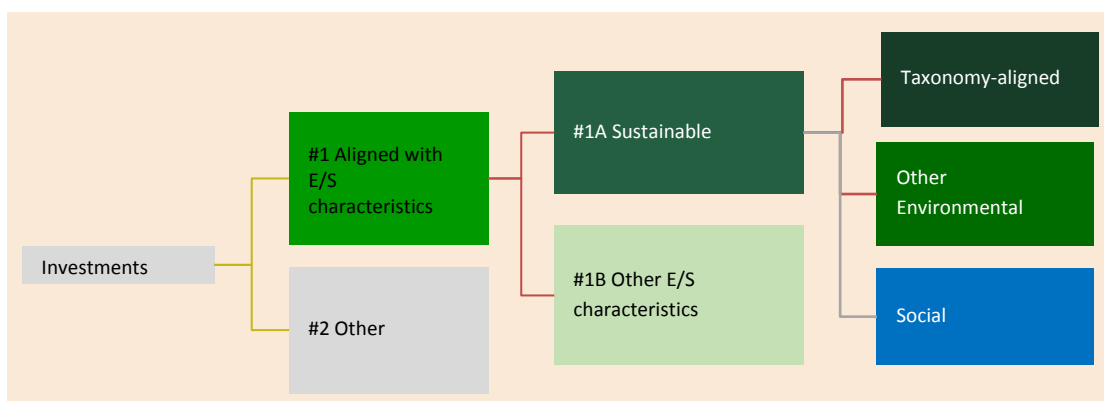 Investments
#1 Aligned with
E/S
characteristics
#2 Other
#1A Sustainable
#1B Other E/S
characteristics
Taxonomy-aligned
Other
Environmental
Social